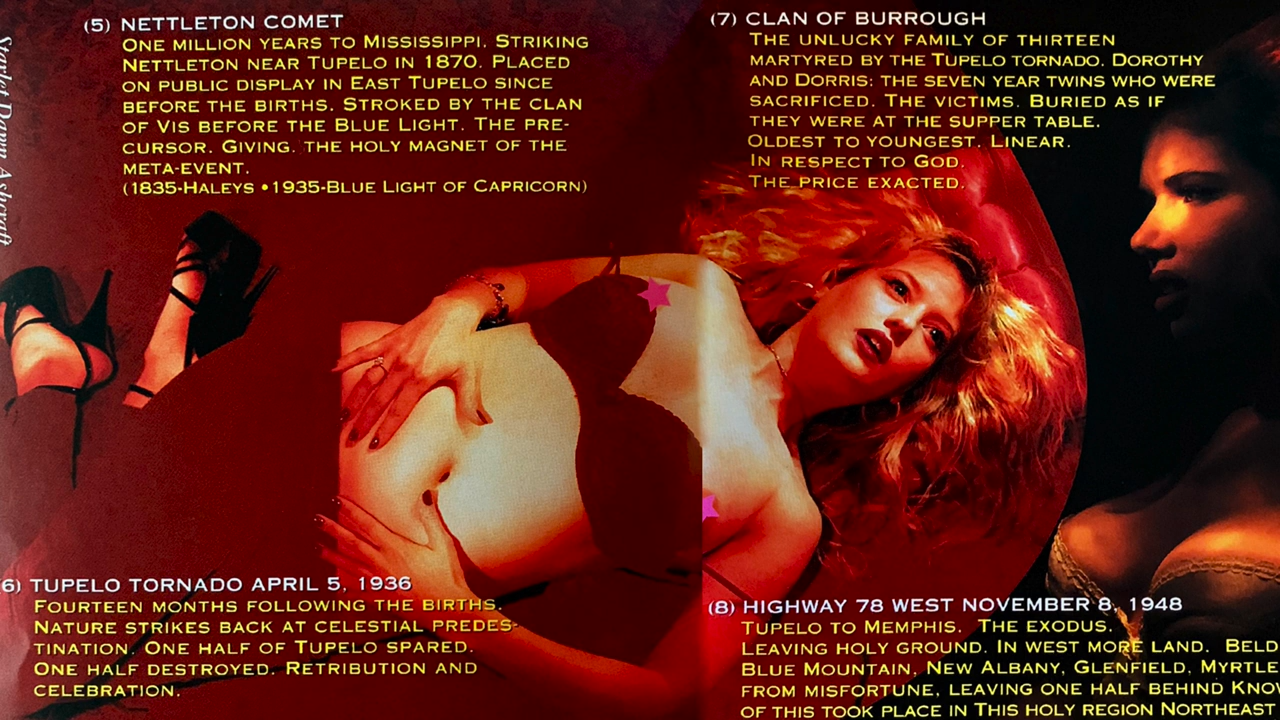 Starlet Dawn Ashcraft
(5) NETTLETON COMET
ONE MILLION YEARS TO MISSISSIPPI. STRIKING
NETTLETON NEAR TUPELO IN 1870. PLACED
ON PUBLIC DISPLAY IN EAST TUPELO SINCE
BEFORE THE BIRTHS. STROKED BY THE CLAN
OF VIS BEFORE THE BLUE LIGHT. THE PRE-
CURSOR. GIVING. THE HOLY MAGNET OF THE
META-EVENT.
(1835-HALEYS • 1935-BLUE LIGHT OF CAPRICORN)
(6) TUPELO TORNADO APRIL 5, 1936
FOURTEEN MONTHS FOLLOWING THE BIRTHS.
NATURE STRIKES BACK AT CELESTIAL PREDES-
TINATION. ONE HALF OF TUPELO SPARED.
ONE HALF DESTROYED. RETRIBUTION AND
CELEBRATION.
(7) CLAN OF BURROUGH
THE UNLUCKY FAMILY OF THIRTEEN
MARTYRED BY THE TUPELO TORNADO. DOROTHY
AND DORRIS: THE SEVEN YEAR TWINS WHO WERE
SACRIFICED. THE VICTIMS. BURIED AS IF
THEY WERE AT THE SUPPER TABLE.
OLDEST TO YOUNGEST. LINEAR.
IN RESPECT TO GOD.
THE PRICE EXACTED.
(8) HIGHWAY 78 WEST NOVEMBER 8, 1948
TUPELO TO MEMPHIS. THE EXODUS.
LEAVING HOLY GROUND. IN WEST MORE LAND. BELD
BLUE MOUNTAIN, NEW ALBANY, GLENFIELD, MYRTLE
FROM MISFORTUNE, LEAVING ONE HALF BEHIND KNOW
OF THIS TOOK PLACE IN THIS HOLY REGION NORTHEAST